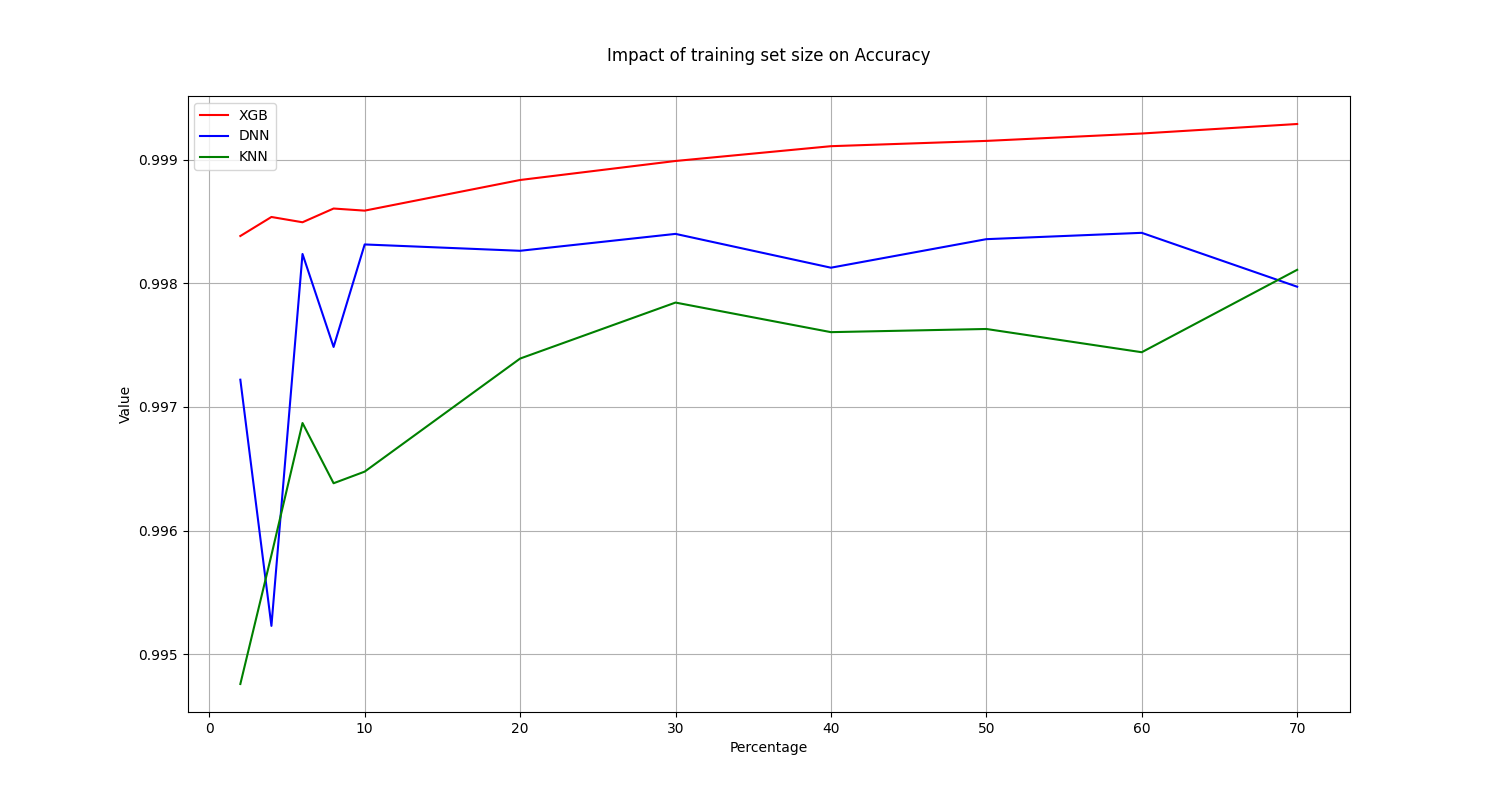 Impact of training set size on Accuracy
XGB
DNN
KNN
0.999
0.998
0.997
0.996
0.995
Value
0 10 20 30 40 50 60 70
Percentage